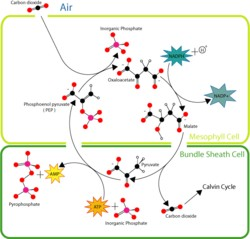 Carbon dioxide
Air
Inorganic Phosphate
NADPH
+ H
Oxaloacetate
NADP+
Phosphoenol pyruvate
( PEP )
Malate
Mesophyll Cell
Bundle Sheath Cell
Pyruvate
AMP
+
Calvin Cycle
Pyrophosphate
ATP
+
Carbon dioxide
Inorganic Phosphate